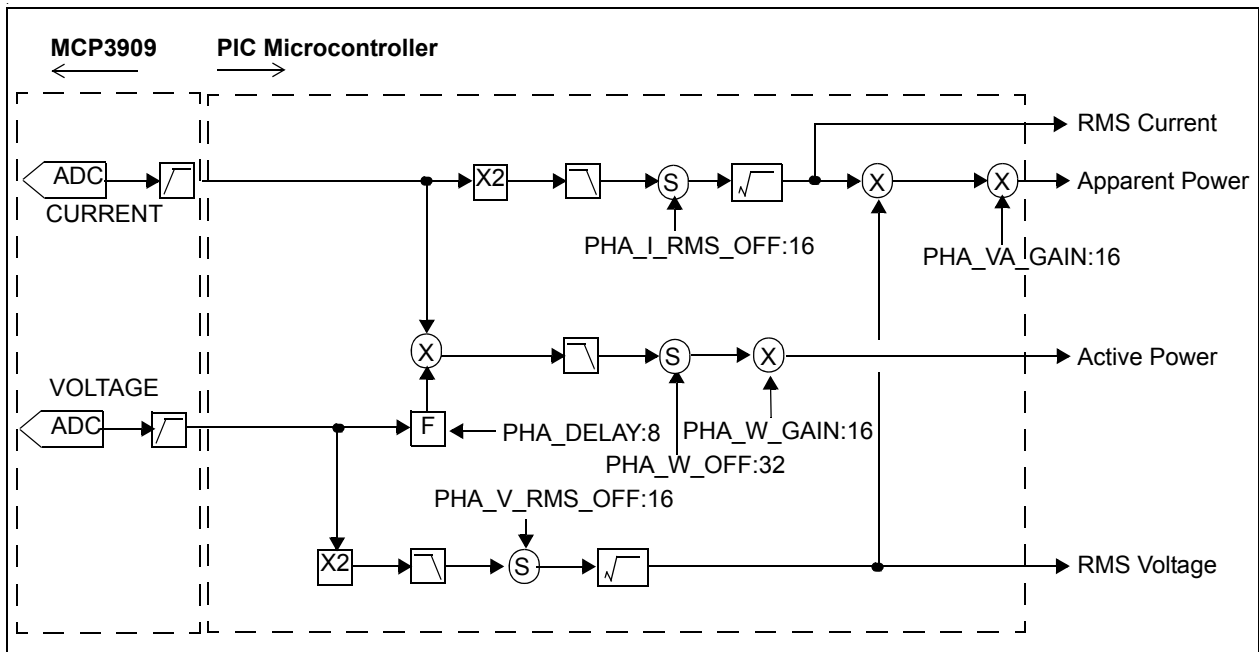 MCP3909
PIC Microcontroller
RMS Current
ADC
X2
S
X
X
Apparent Power
CURRENT
PHA_I_RMS_OFF:16
PHA_VA_GAIN:16
X
S
X
Active Power
VOLTAGE
ADC
F
PHA_DELAY:8
PHA_W_GAIN:16
PHA_W_OFF:32
PHA_V_RMS_OFF:16
X2
S
RMS Voltage